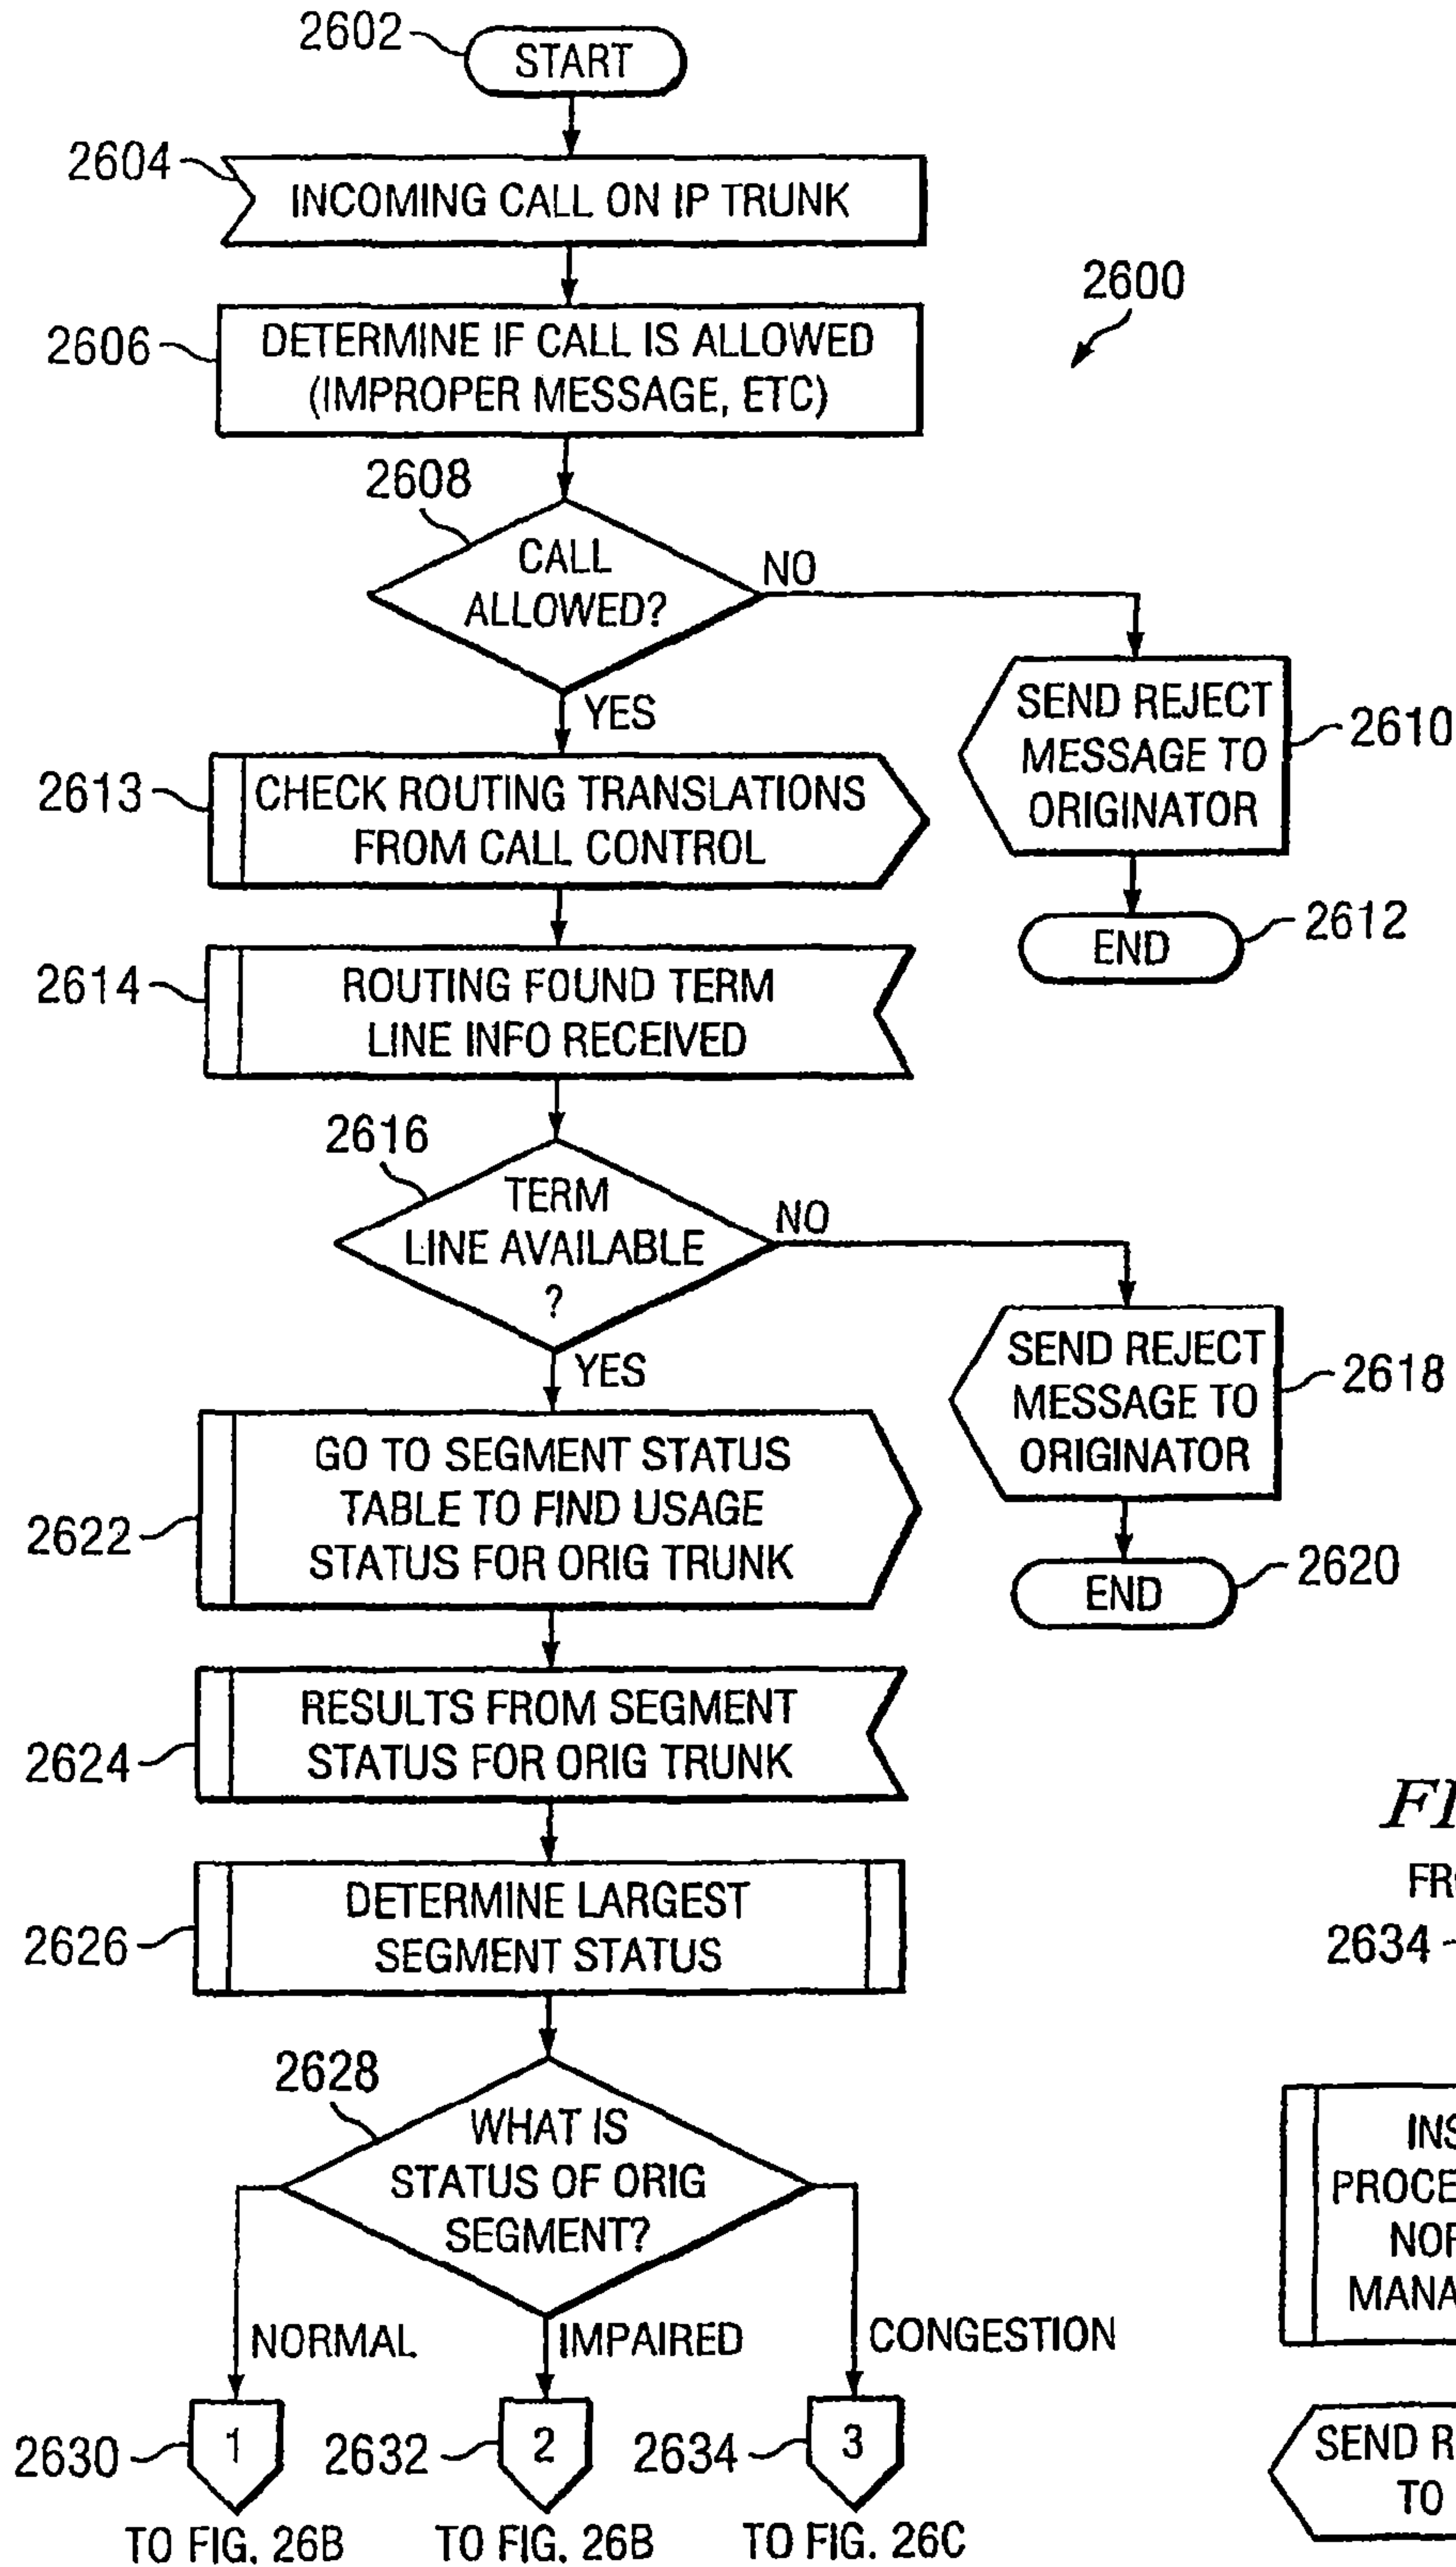 2602
START
2604
INCOMING CALL ON IP TRUNK
2600
2606
DETERMINE IF CALL IS ALLOWED
(IMPROPER MESSAGE, ETC)
2608
CALL
ALLOWED?
NO
YES
SEND REJECT
MESSAGE TO
ORIGINATOR
2610
2613
CHECK ROUTING TRANSLATIONS
FROM CALL CONTROL
END
2612
2614
ROUTING FOUND TERM
LINE INFO RECEIVED
2616
TERM
LINE AVAILABLE
?
NO
YES
SEND REJECT
MESSAGE TO
ORIGINATOR
2618
2622
GO TO SEGMENT STATUS
TABLE TO FIND USAGE
STATUS FOR ORIG TRUNK
END
2620
2624
RESULTS FROM SEGMENT
STATUS FOR ORIG TRUNK
2626
DETERMINE LARGEST
SEGMENT STATUS
2628
WHAT IS
STATUS OF ORIG
SEGMENT?
NORMAL
IMPAIRED
CONGESTION
2630
1
2632
2
2634
3
TO FIG. 26B
TO FIG. 26B
TO FIG. 26C
2634
SEND R
TO